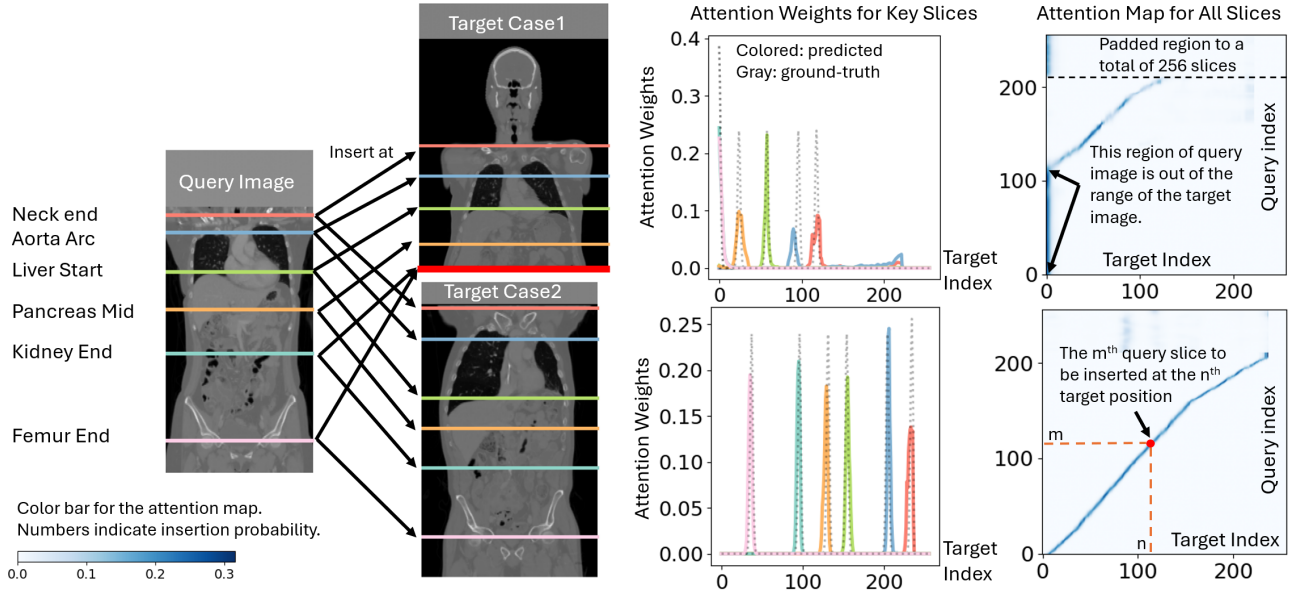 Query Image
Neck end
Aorta Arc
Liver Start
Pancreas Mid
Kidney End
Femur End
Color bar for the attention map.
Numbers indicate insertion probability.
0.0 0.1 0.2 0.3
Insert at
Target Case1
Target Case2
Attention Weights for Key Slices
Colored: predicted
Gray: ground-truth
Attention Weights
0.4
0.3
0.2
0.1
0.0
0 100 200
Target
Index
Attention Weights
0.25
0.20
0.15
0.10
0.05
0.00
0 100 200
Target
Index
Attention Map for All Slices
Padded region to a
total of 256 slices
This region of query
image is out of the
range of the target
image.
Query index
200
100
0
Target Index
0 100 200
The mth query slice to
be inserted at the nth
target position
Query index
200
m
100
0
n
Target Index
0 100 200